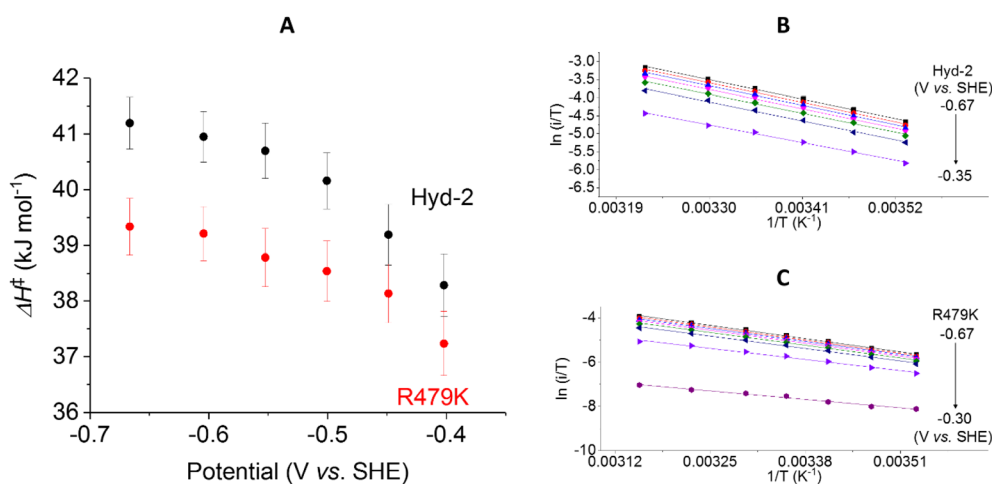 A
42
41
40
39
38
37
36
ΔH‡ (kJ mol-1)
Hyd-2
R479K
-0.7
-0.6
-0.5
-0.4
Potential (V vs. SHE)
B
-3.0
-3.5
-4.0
-4.5
-5.0
-5.5
-6.0
-6.5
ln (i/T)
0.00319
0.00330
0.00341
0.00352
1/T (K-1)
Hyd-2
(V vs. SHE)
-0.67
-0.35
C
-4
-6
-8
-10
ln (i/T)
0.00312
0.00325
0.00338
0.00351
1/T (K-1)
R479K
-0.67
-0.30
(V vs. SHE)